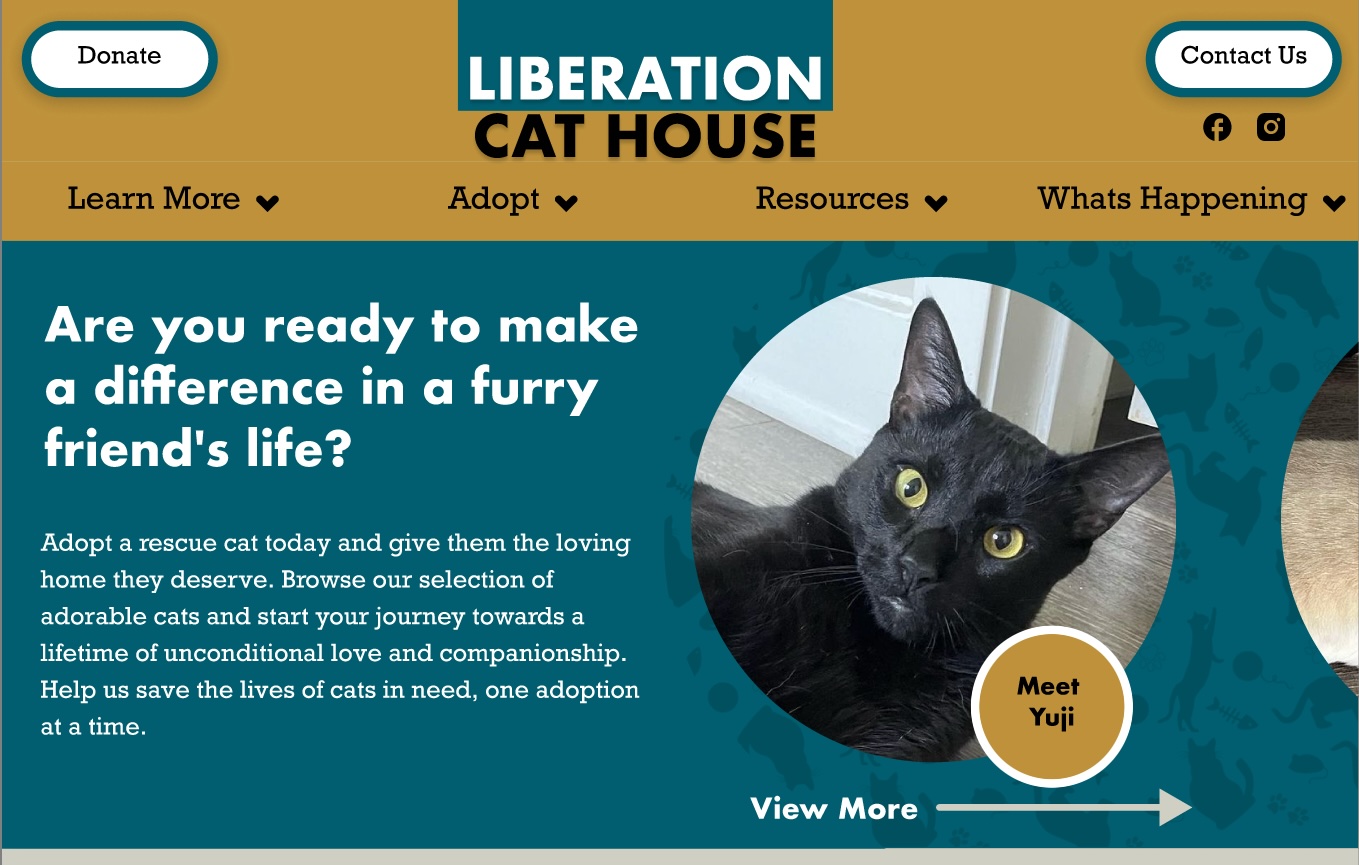 Donate
LIBERATION
CAT HOUSE
Contact Us
Learn More
Adopt
Resources
Whats Happening
Are you ready to make
a difference in a furry
friend's life?
Adopt a rescue cat today and give them the loving
home they deserve. Browse our selection of
adorable cats and start your journey towards a
lifetime of unconditional love and companionship.
Help us save the lives of cats in need, one adoption
at a time.
Meet
Yuji
View More